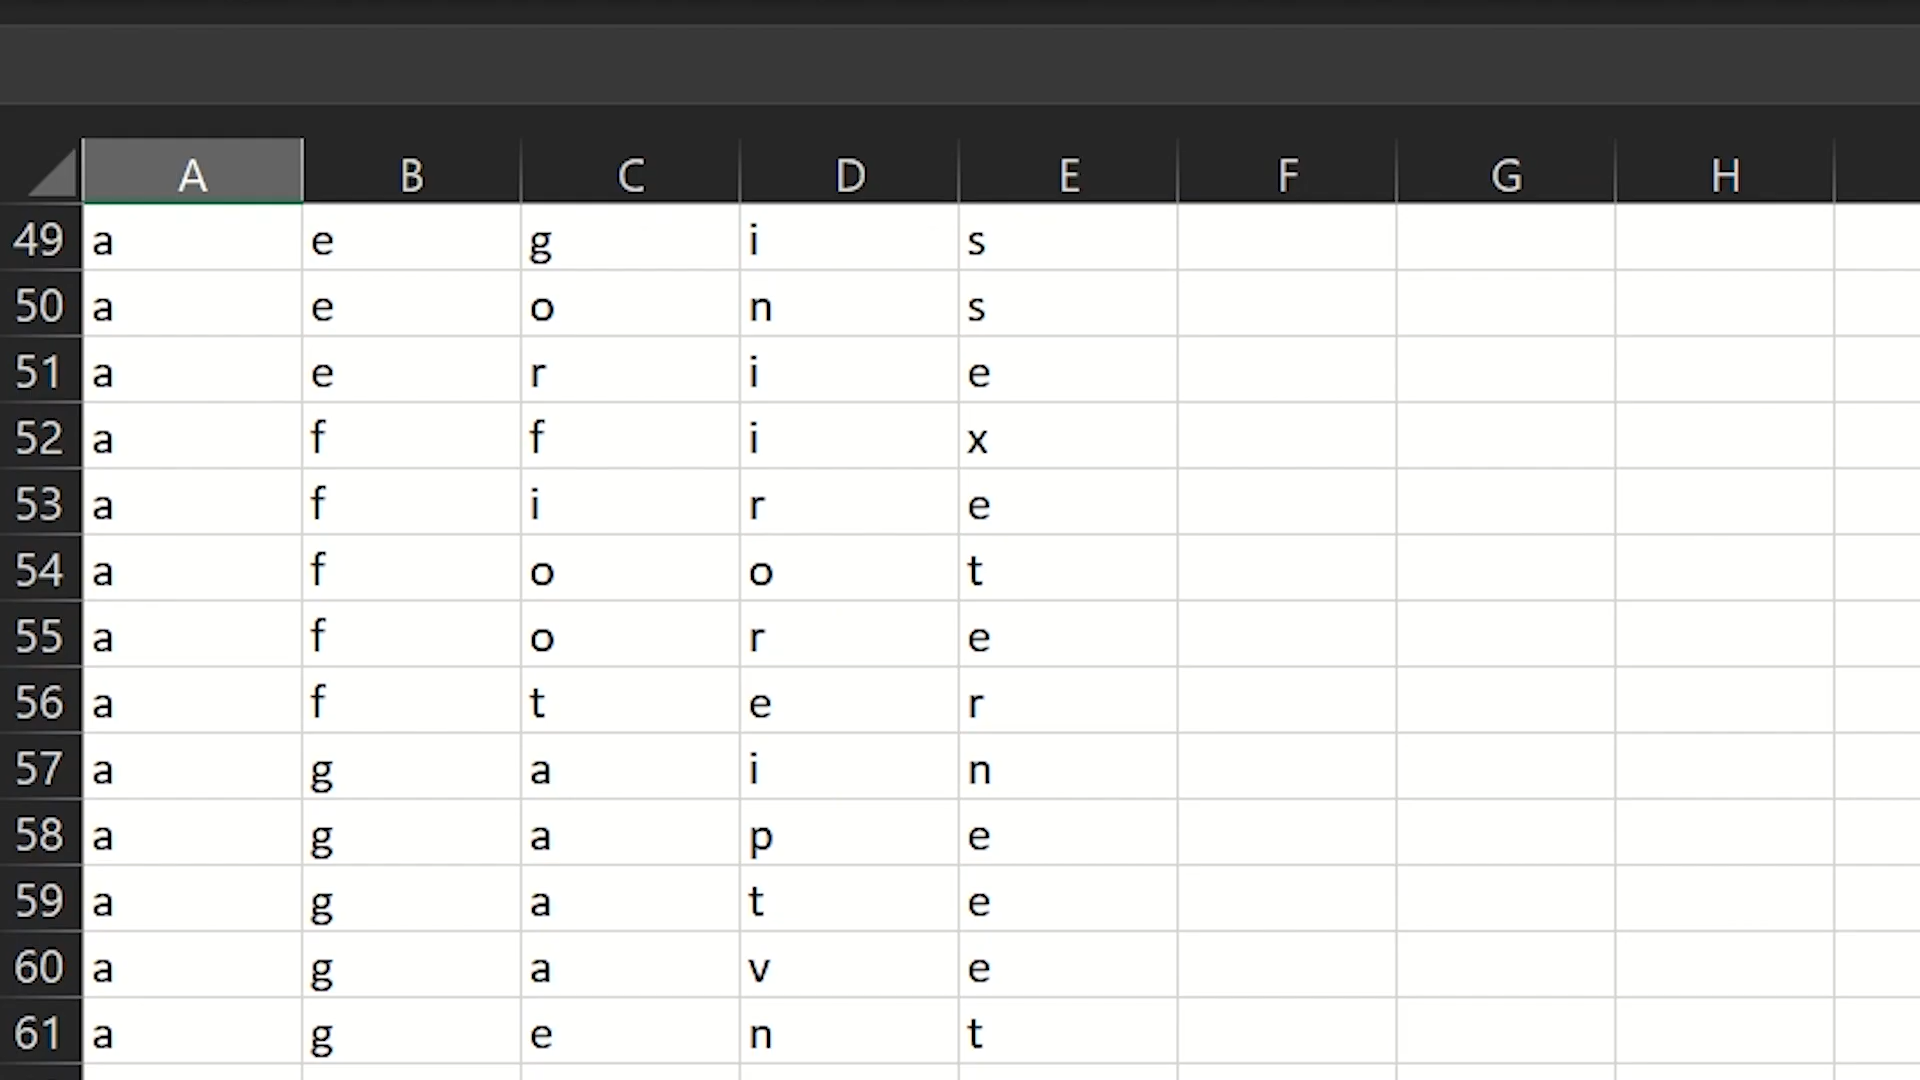 A B C D E F G H
49 a e g i s
50 a e o n s
51 a e r i e
52 a f f i x
53 a f i r e
54 a f o o t
55 a f o r e
56 a f t e r
57 a g a i n
58 a g a p e
59 a g a t e
60 a g a v e
61 a g e n t